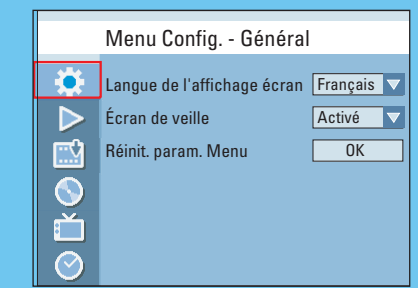 Menu Config. - Général
Langue de l'affichage écran Français
Écran de veille Activé
Réinit. param. Menu OK